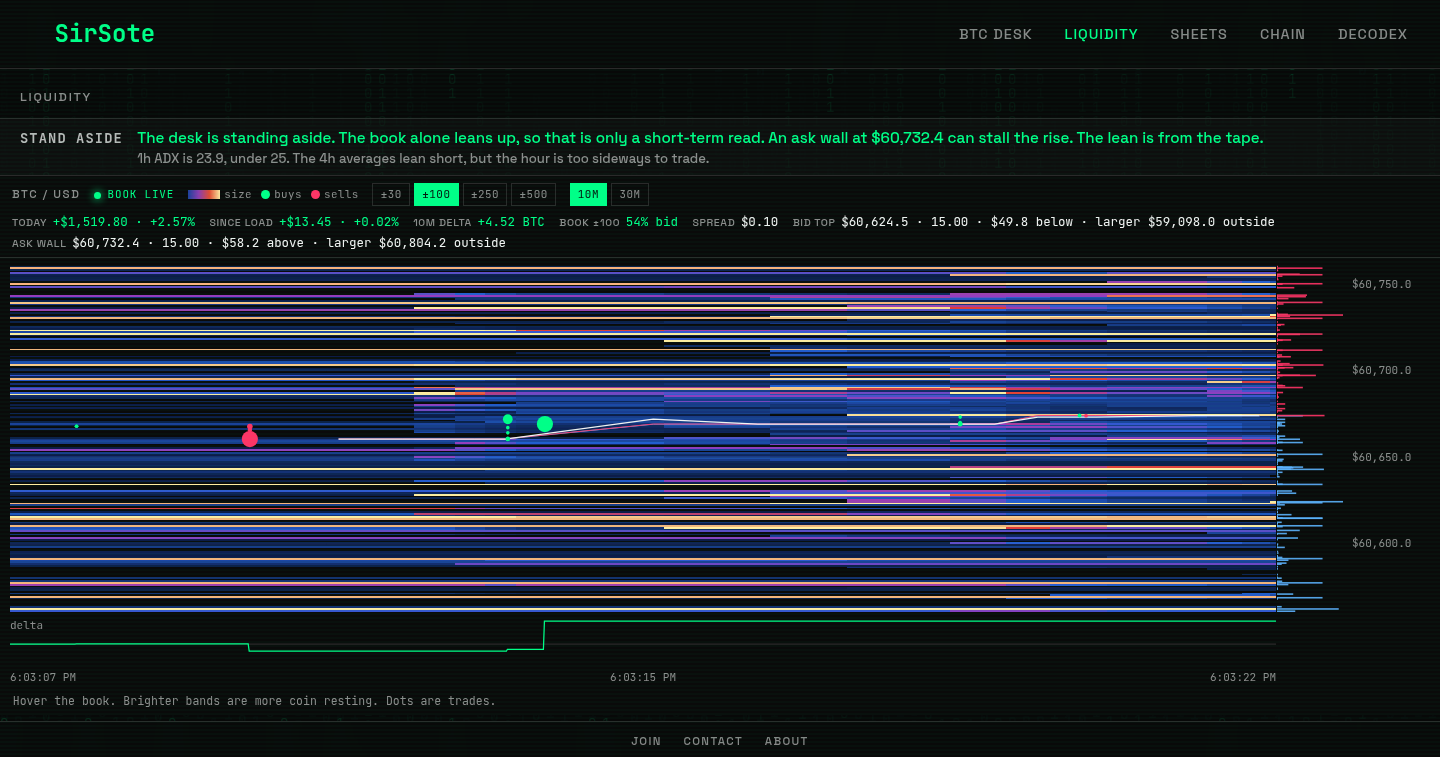 SirSote
BTC DESK LIQUIDITY SHEETS CHAIN DECODEX
LIQUIDITY
STAND ASIDE The desk is standing aside. The book alone leans up, so that is only a short-term read. An ask wall at $60,732.4 can stall the rise. The lean is from the tape.
1h ADX is 23.9, under 25. The 4h averages lean short, but the hour is too sideways to trade.
BTC / USD BOOK LIVE size buys sells ±30 ±100 ±250 ±500 10M 30M
TODAY +$1,519.80 · +2.57% SINCE LOAD +$13.45 · +0.02% 10M DELTA +4.52 BTC BOOK ±100 54% bid SPREAD $0.10 BID TOP $60,624.5 · 15.00 · $49.8 below · larger $59,098.0 outside
ASK WALL $60,732.4 · 15.00 · $58.2 above · larger $60,804.2 outside
$60,750.0
$60,700.0
$60,650.0
$60,600.0
delta
6:03:07 PM 6:03:15 PM 6:03:22 PM
Hover the book. Brighter bands are more coin resting. Dots are trades.
JOIN CONTACT ABOUT